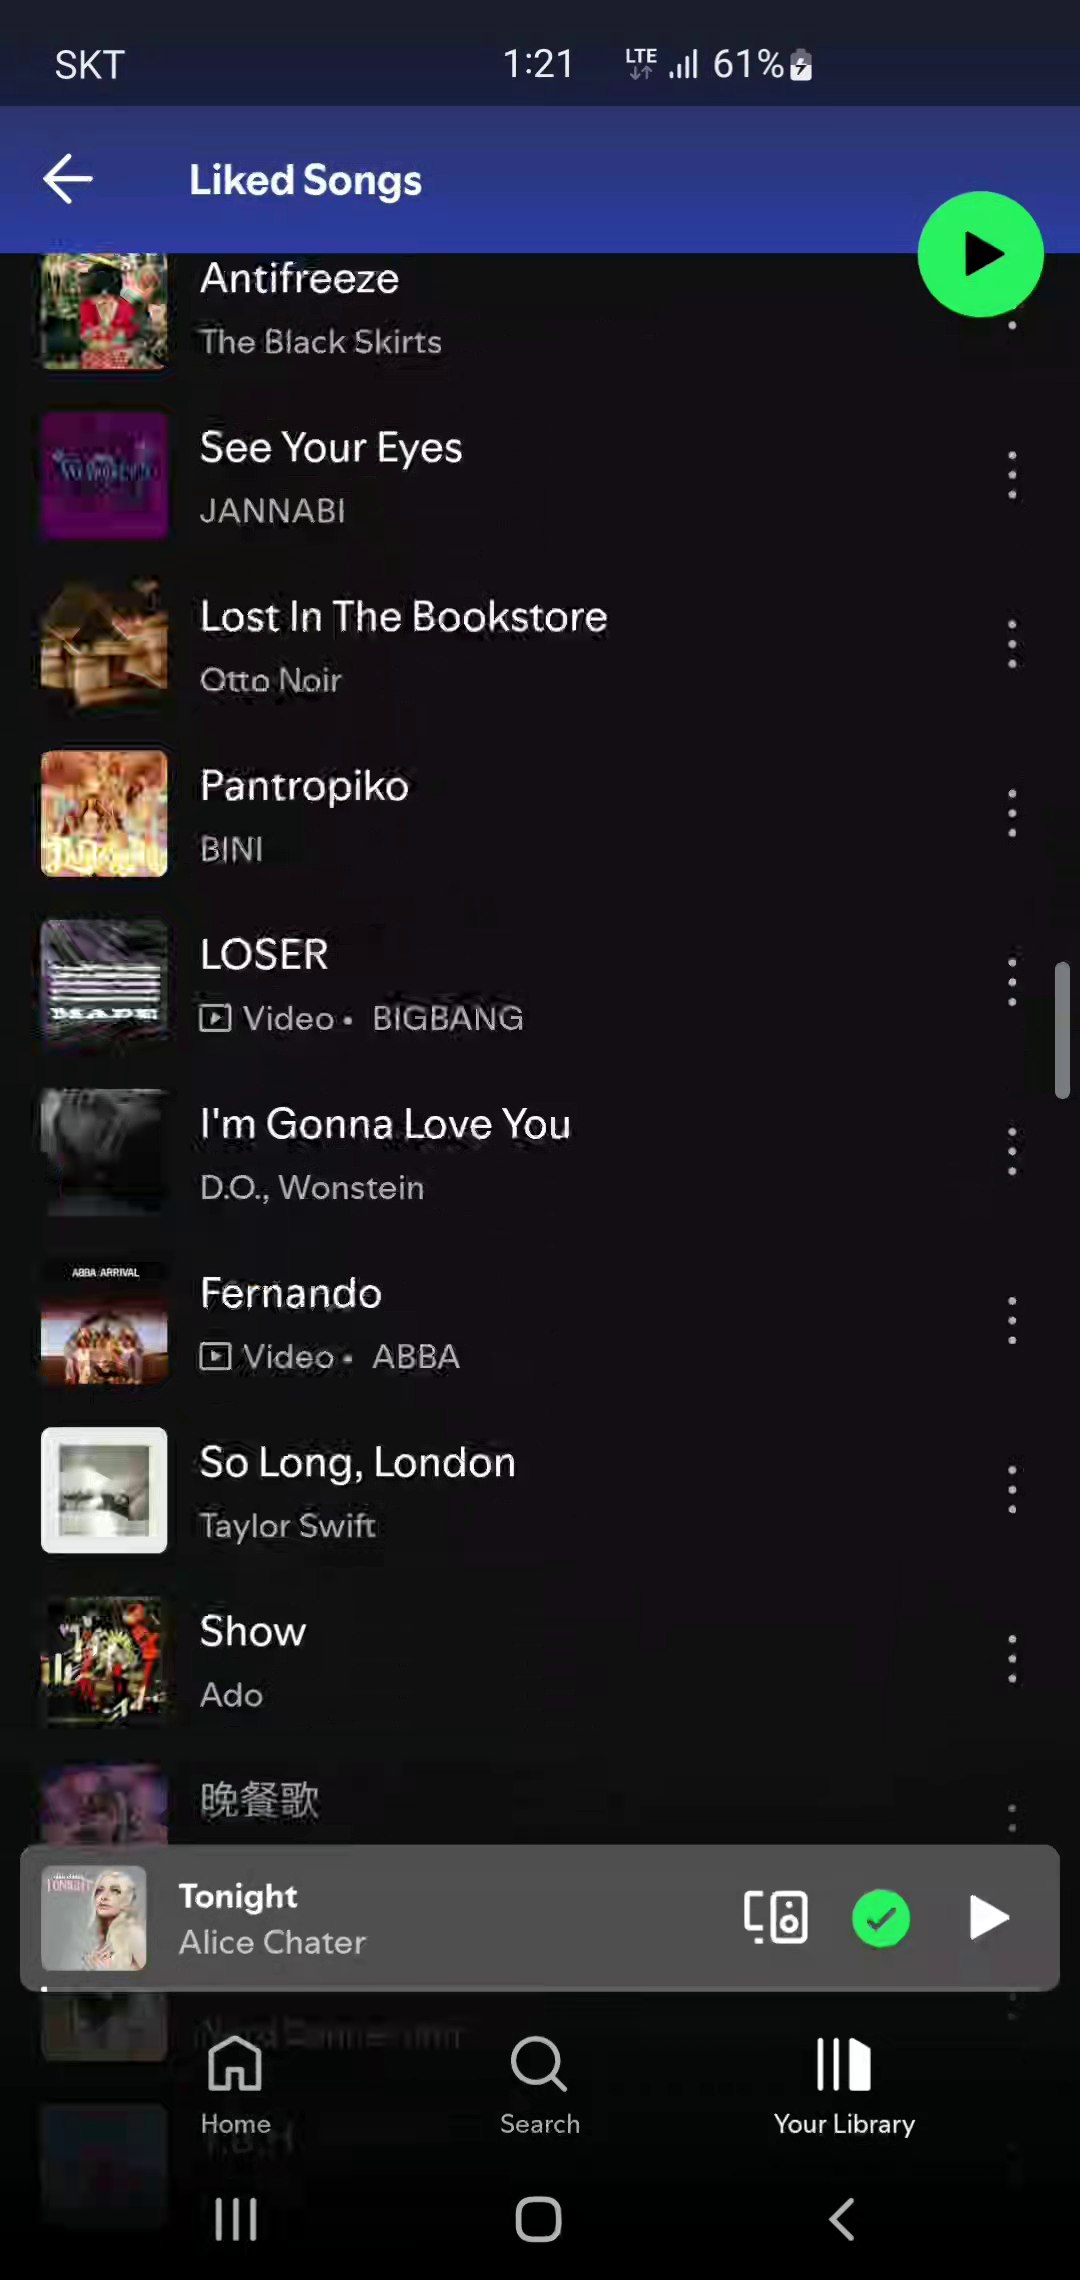 SKT 1:21 LTE 61%
Liked Songs
Antifreeze
The Black Skirts
See Your Eyes
JANNABI
Lost In The Bookstore
Otto Noir
Pantropiko
BINI
LOSER
Video • BIGBANG
MADE
I'm Gonna Love You
D.O., Wonstein
ABBA ARRIVAL
Fernando
Video • ABBA
So Long, London
Taylor Swift
Show
Ado
晚餐歌
TONIGHT
Tonight
Alice Chater
Home Search Your Library